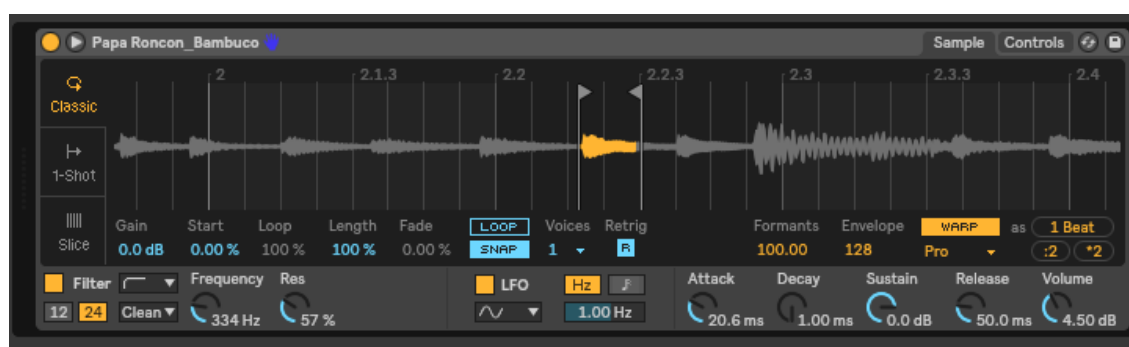 Papa Roncon_Bambuco Sample Controls
2 2.1.3 2.2 2.2.3 2.3 2.3.3 2.4
Classic
1-Shot
Slice
Gain Start Loop Length Fade LOOP Voices Retrig Formants Envelope WARP as 1 Beat
0.0 dB 0.00 % 100 % 100 % 0.00 % SNAP 1 R 100.00 128 Pro :2 *2
Filter Frequency Res LFO Hz Attack Decay Sustain Release Volume
12 24 Clean 334 Hz 57 % 1.00 Hz 20.6 ms 1.00 ms 0.0 dB 50.0 ms 4.50 dB